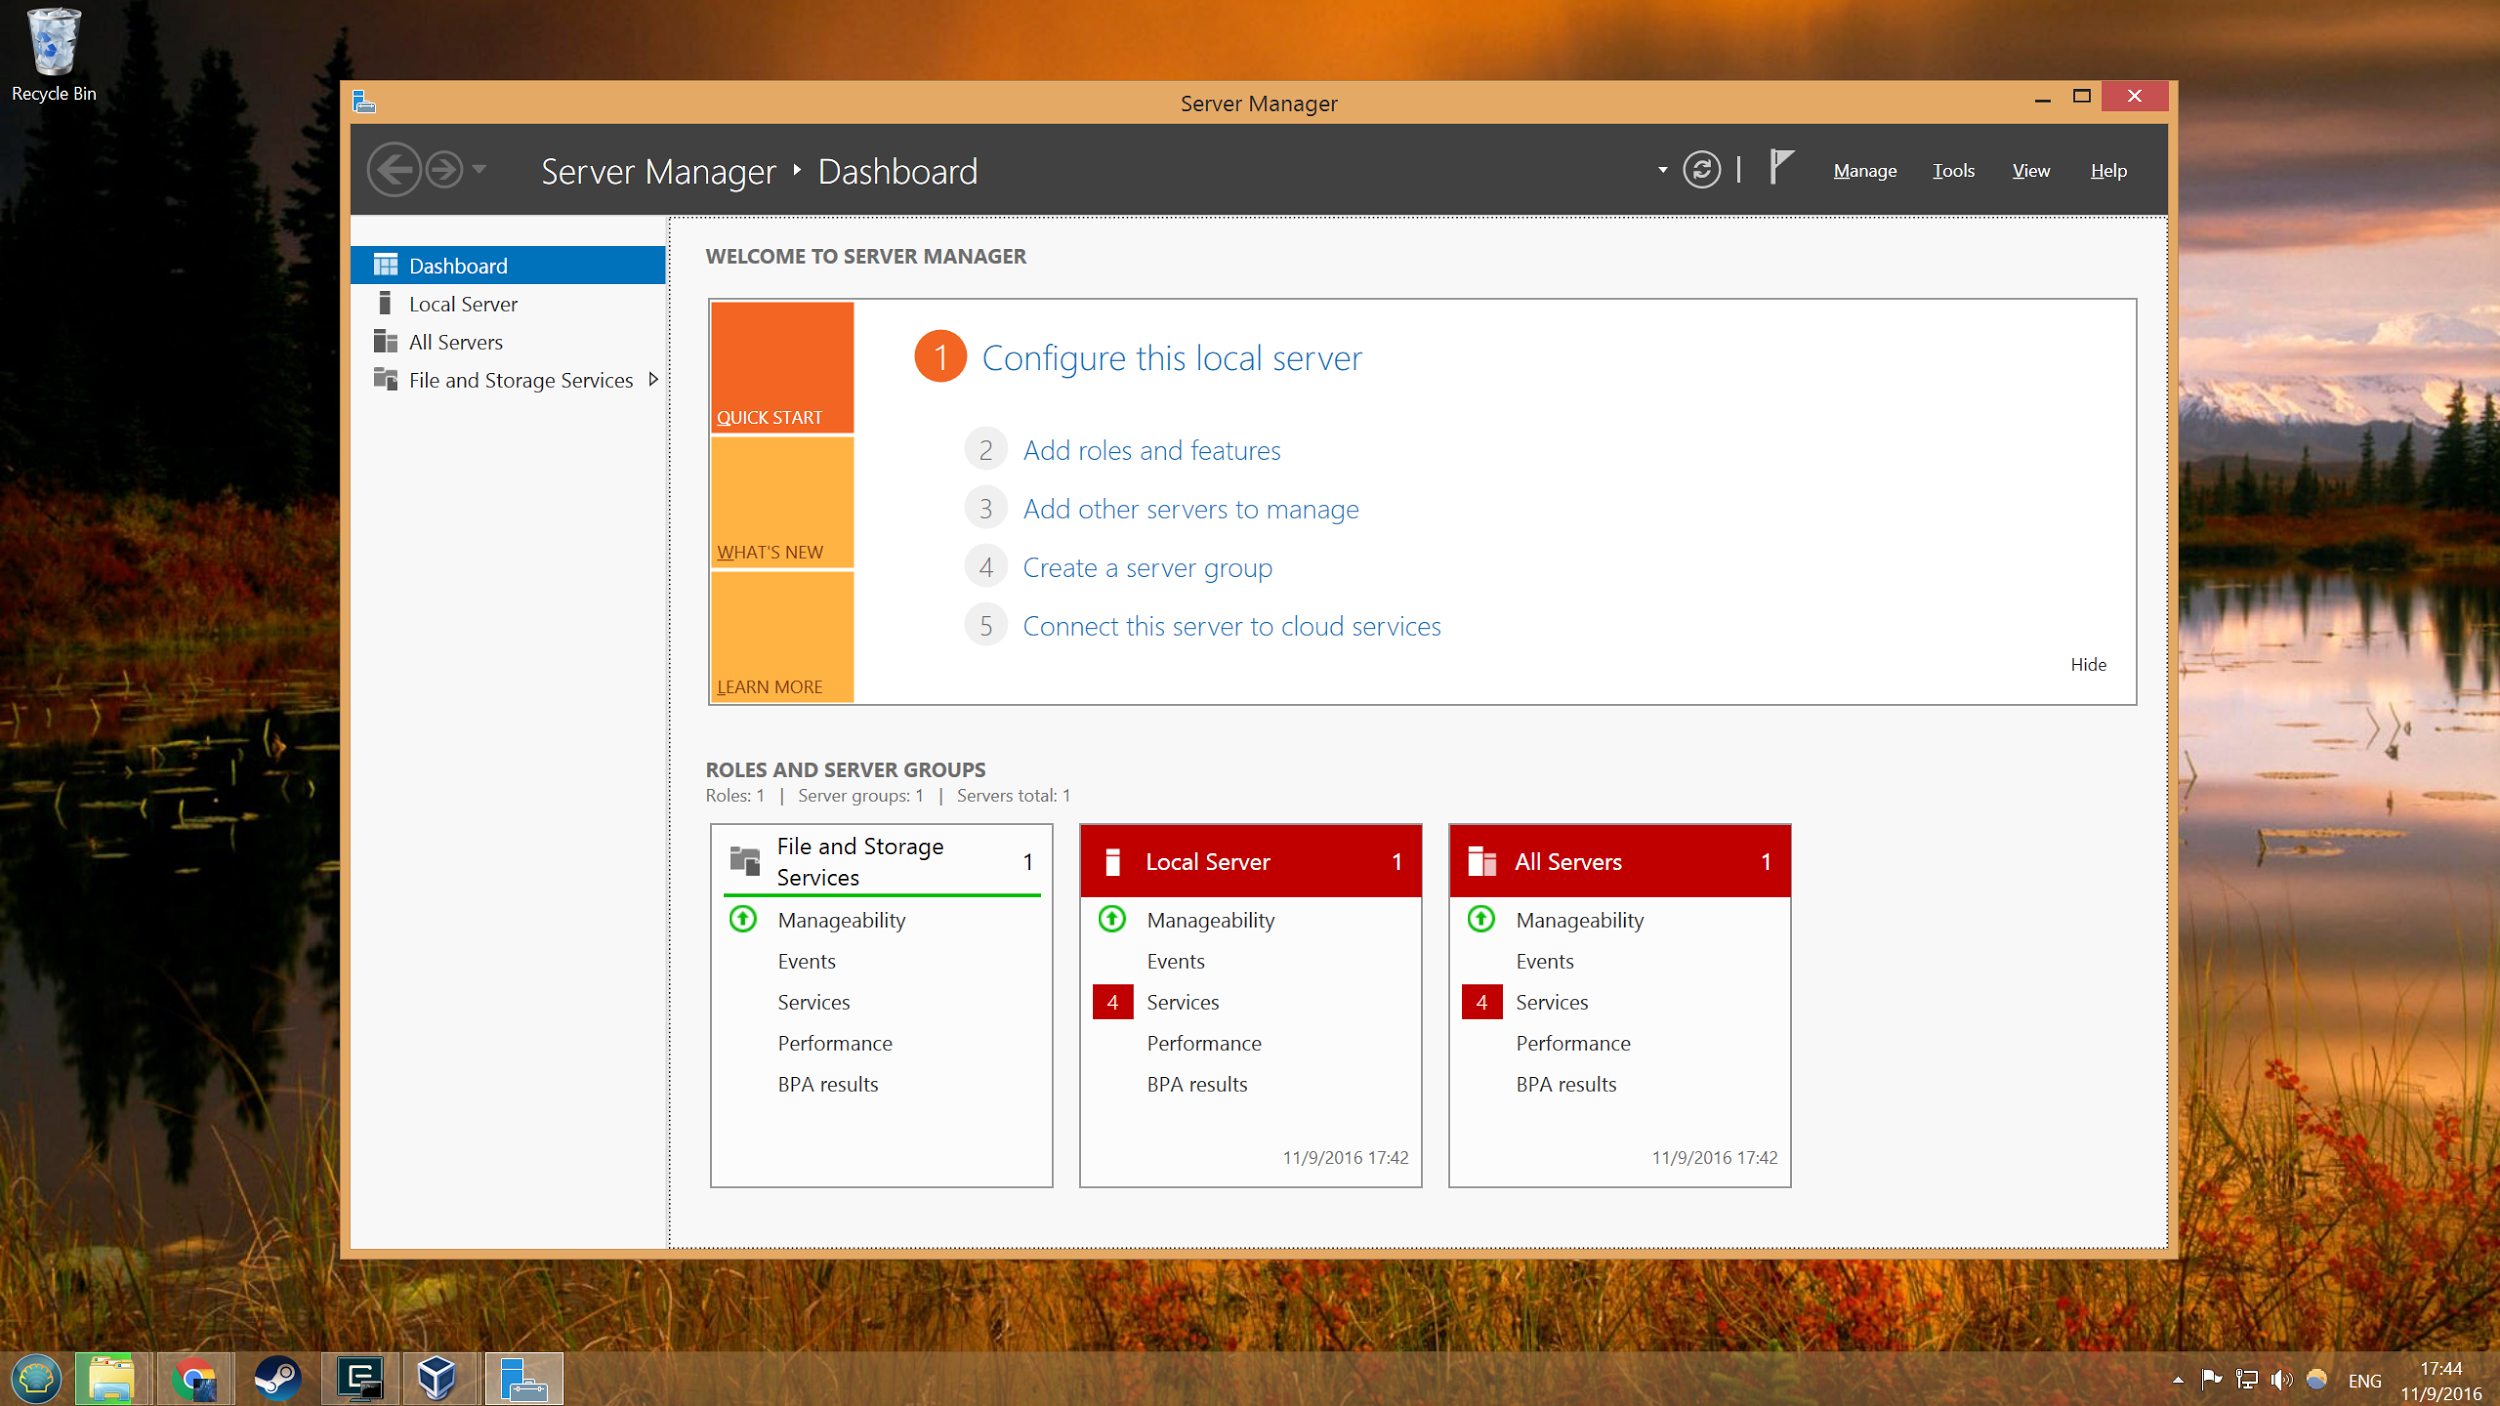 Recycle Bin
Server Manager
Server Manager Dashboard
Manage Tools View Help
Dashboard
Local Server
All Servers
File and Storage Services
WELCOME TO SERVER MANAGER
QUICK START
WHAT'S NEW
LEARN MORE
1 Configure this local server
2 Add roles and features
3 Add other servers to manage
4 Create a server group
5 Connect this server to cloud services
Hide
ROLES AND SERVER GROUPS
Roles: 1 | Server groups: 1 | Servers total: 1
File and Storage
Services 1
Manageability
Events
Services
Performance
BPA results
Local Server 1
Manageability
Events
4 Services
Performance
BPA results
11/9/2016 17:42
All Servers 1
Manageability
Events
4 Services
Performance
BPA results
11/9/2016 17:42
ENG
17:44
11/9/2016